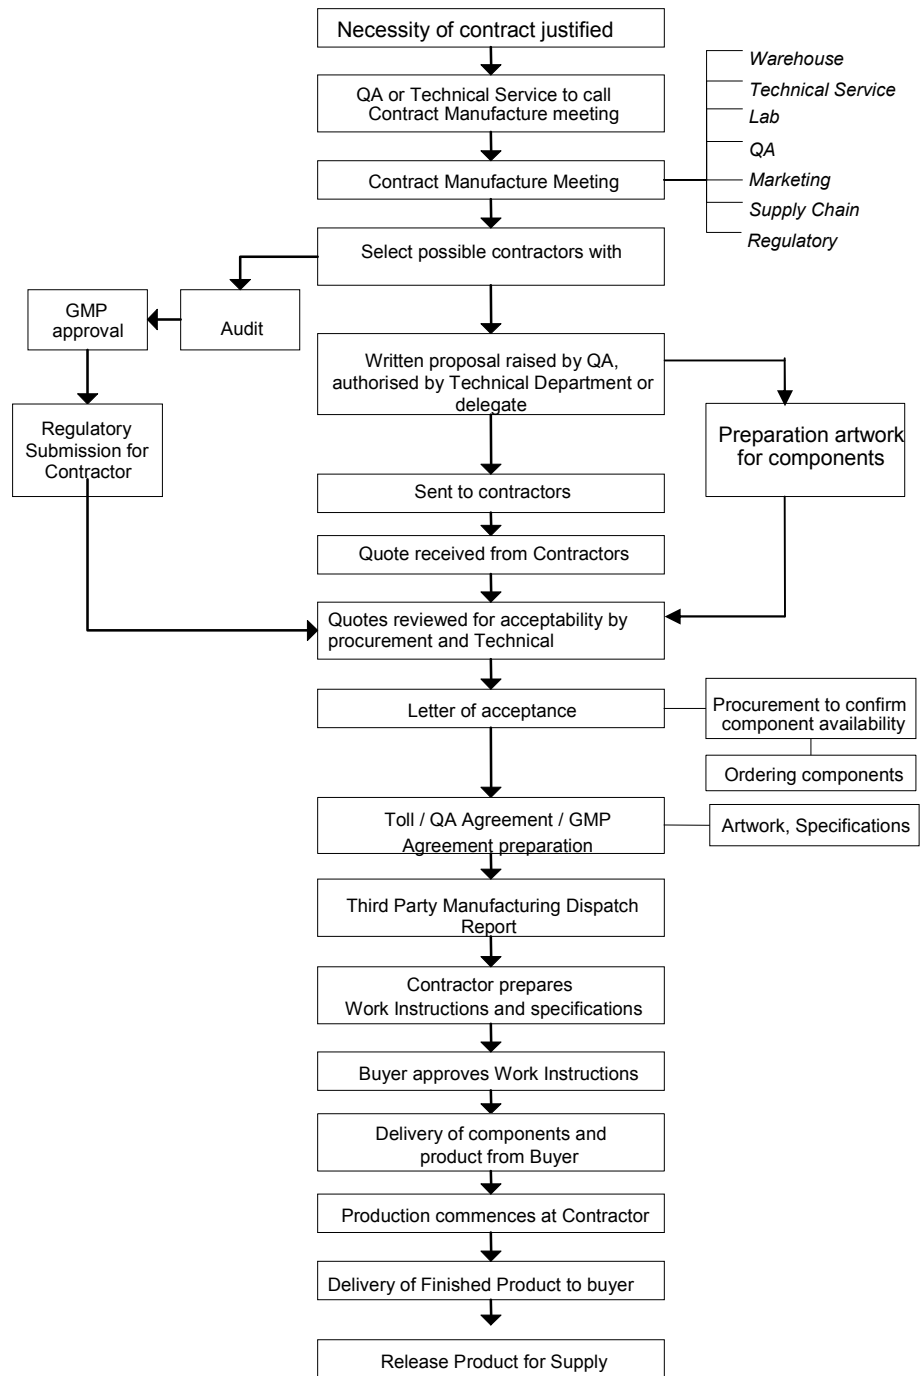 Necessity of contract justified
QA or Technical Service to call
Contract Manufacture meeting
Contract Manufacture Meeting
Warehouse
Technical Service
Lab
QA
Marketing
Supply Chain
Regulatory
Select possible contractors with
GMP
approval
Audit
Written proposal raised by QA,
authorised by Technical Department or
delegate
Regulatory
Submission for
Contractor
Preparation artwork
for components
Sent to contractors
Quote received from Contractors
Quotes reviewed for acceptability by
procurement and Technical
Letter of acceptance
Procurement to confirm
component availability
Ordering components
Toll / QA Agreement / GMP
Agreement preparation
Artwork, Specifications
Third Party Manufacturing Dispatch
Report
Contractor prepares
Work Instructions and specifications
Buyer approves Work Instructions
Delivery of components and
product from Buyer
Production commences at Contractor
Delivery of Finished Product to buyer
Release Product for Supply